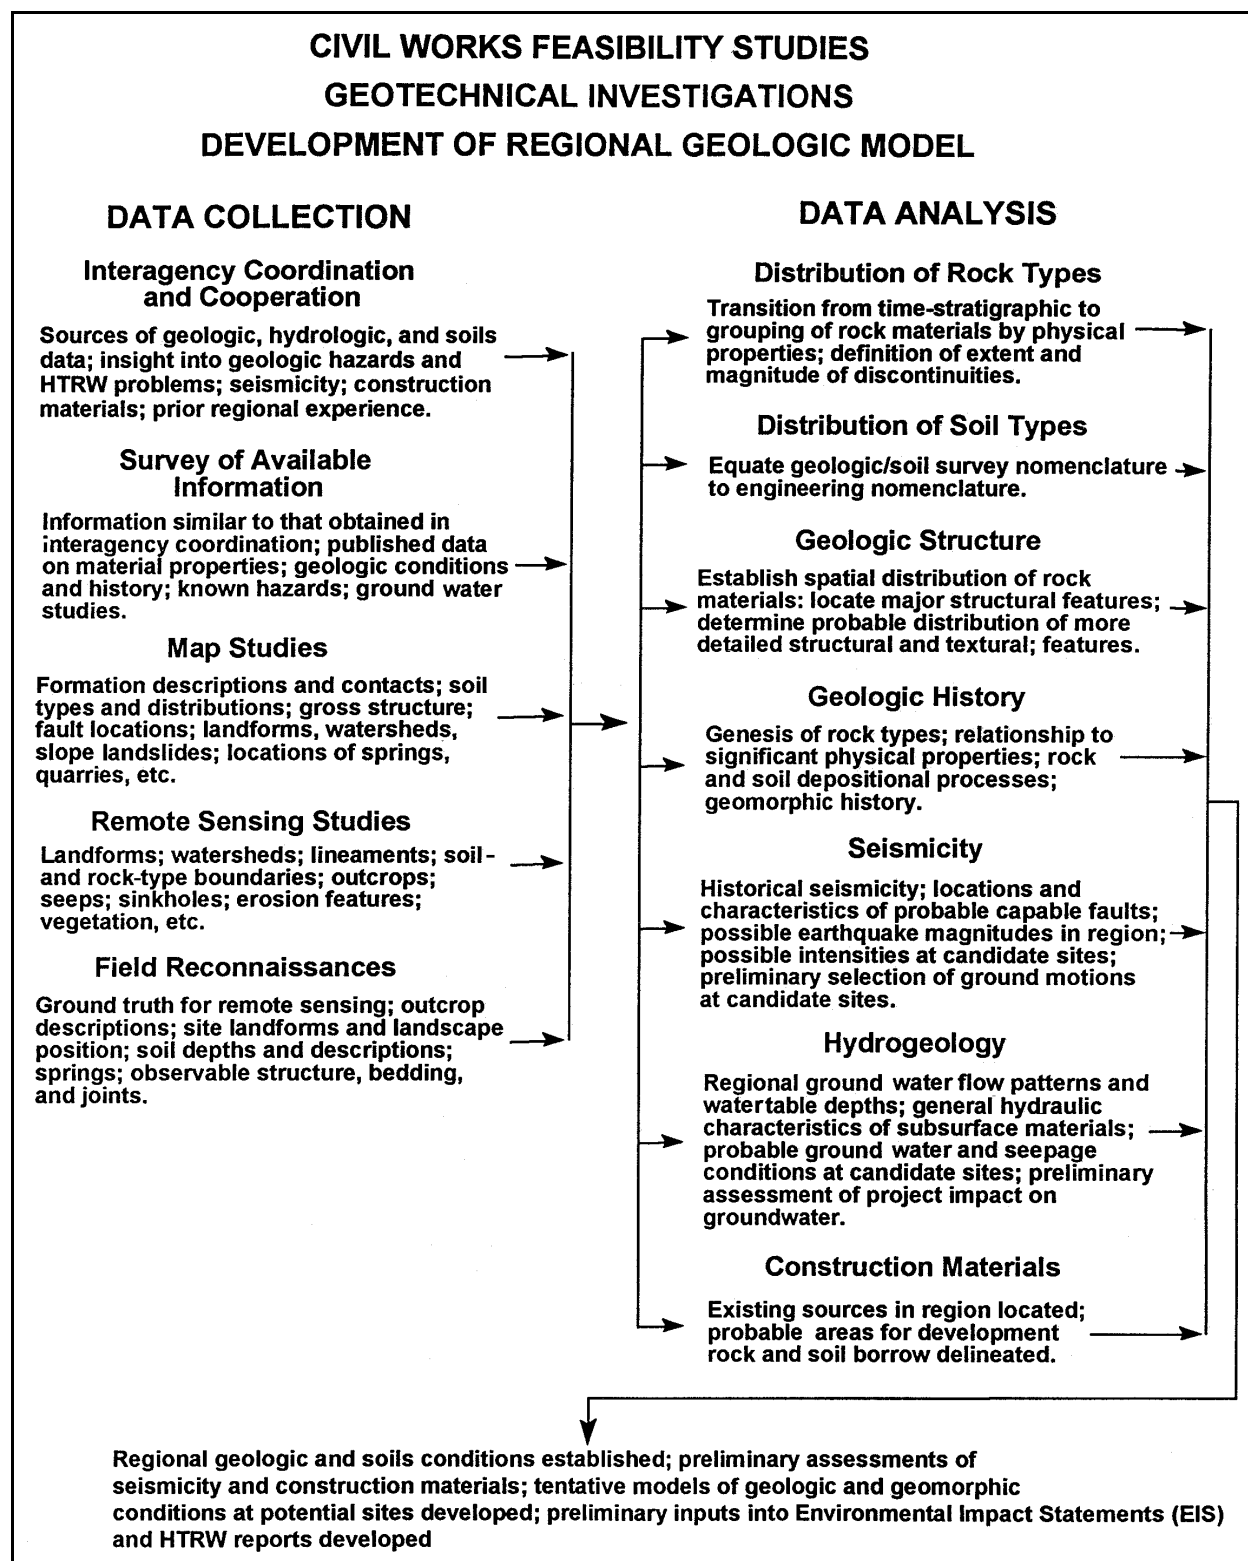 CIVIL WORKS FEASIBILITY STUDIES
GEOTECHNICAL INVESTIGATIONS
DEVELOPMENT OF REGIONAL GEOLOGIC MODEL
DATA COLLECTION
Interagency Coordination
and Cooperation
Sources of geologic, hydrologic, and soils
data; insight into geologic hazards and
HTRW problems; seismicity; construction
materials; prior regional experience.
Survey of Available
Information
Information similar to that obtained in
interagency coordination; published data
on material properties; geologic conditions
and history; known hazards; ground water
studies.
Map Studies
Formation descriptions and contacts; soil
types and distributions; gross structure;
fault locations; landforms, watersheds,
slope landslides; locations of springs,
quarries, etc.
Remote Sensing Studies
Landforms; watersheds; lineaments; soil-
and rock-type boundaries; outcrops;
seeps; sinkholes; erosion features;
vegetation, etc.
Field Reconnaissances
Ground truth for remote sensing; outcrop
descriptions; site landforms and landscape
position; soil depths and descriptions;
springs; observable structure, bedding,
and joints.
DATA ANALYSIS
Distribution of Rock Types
Transition from time-stratigraphic to
grouping of rock materials by physical
properties; definition of extent and
magnitude of discontinuities.
Distribution of Soil Types
Equate geologic/soil survey nomenclature
to engineering nomenclature.
Geologic Structure
Establish spatial distribution of rock
materials: locate major structural features;
determine probable distribution of more
detailed structural and textural; features.
Geologic History
Genesis of rock types; relationship to
significant physical properties; rock
and soil depositional processes;
geomorphic history.
Seismicity
Historical seismicity; locations and
characteristics of probable capable faults;
possible earthquake magnitudes in region;
possible intensities at candidate sites;
preliminary selection of ground motions
at candidate sites.
Hydrogeology
Regional ground water flow patterns and
watertable depths; general hydraulic
characteristics of subsurface materials;
probable ground water and seepage
conditions at candidate sites; preliminary
assessment of project impact on
groundwater.
Construction Materials
Existing sources in region located;
probable areas for development
rock and soil borrow delineated.
Regional geologic and soils conditions established; preliminary assessments of
seismicity and construction materials; tentative models of geologic and geomorphic
conditions at potential sites developed; preliminary inputs into Environmental Impact Statements (EIS)
and HTRW reports developed